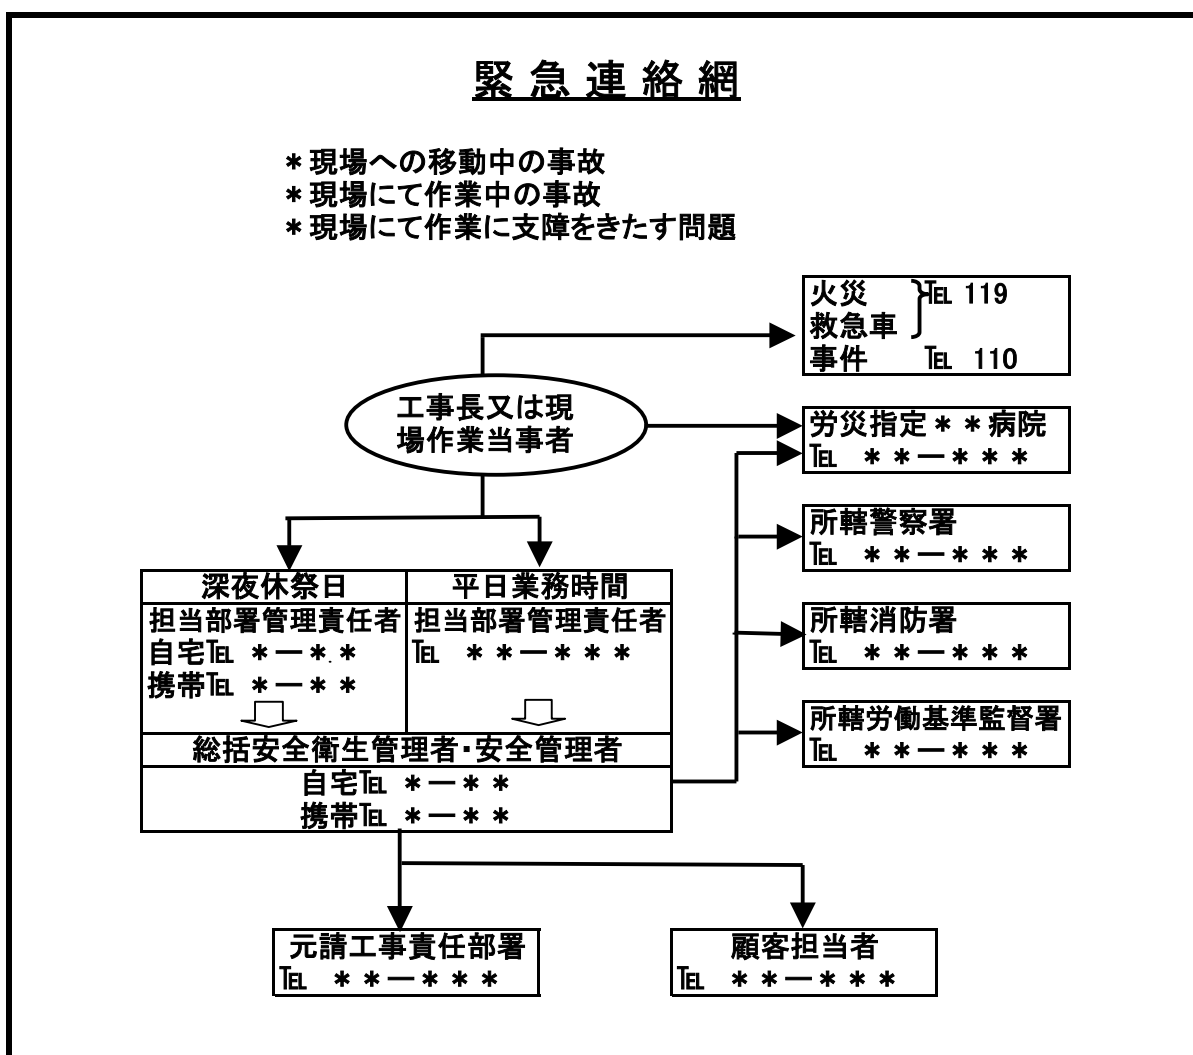 緊急連絡網
＊現場への移動中の事故
＊現場にて作業中の事故
＊現場にて作業に支障をきたす問題
火災 ℡ 119
救急車
事件 ℡ 110
工事長又は現
場作業当事者
労災指定＊＊病院
℡ ＊＊ー＊＊＊
所轄警察署
℡ ＊＊ー＊＊＊
所轄消防署
℡ ＊＊ー＊＊＊
所轄労働基準監督署
℡ ＊＊ー＊＊＊
深夜休祭日
担当部署管理責任者
自宅℡ ＊ー＊.＊
携帯℡ ＊ー＊＊
平日業務時間
担当部署管理責任者
℡ ＊＊ー＊＊＊
総括安全衛生管理者・安全管理者
自宅℡ ＊ー＊＊
携帯℡ ＊ー＊＊
元請工事責任部署
℡ ＊＊ー＊＊＊
顧客担当者
℡ ＊＊ー＊＊＊